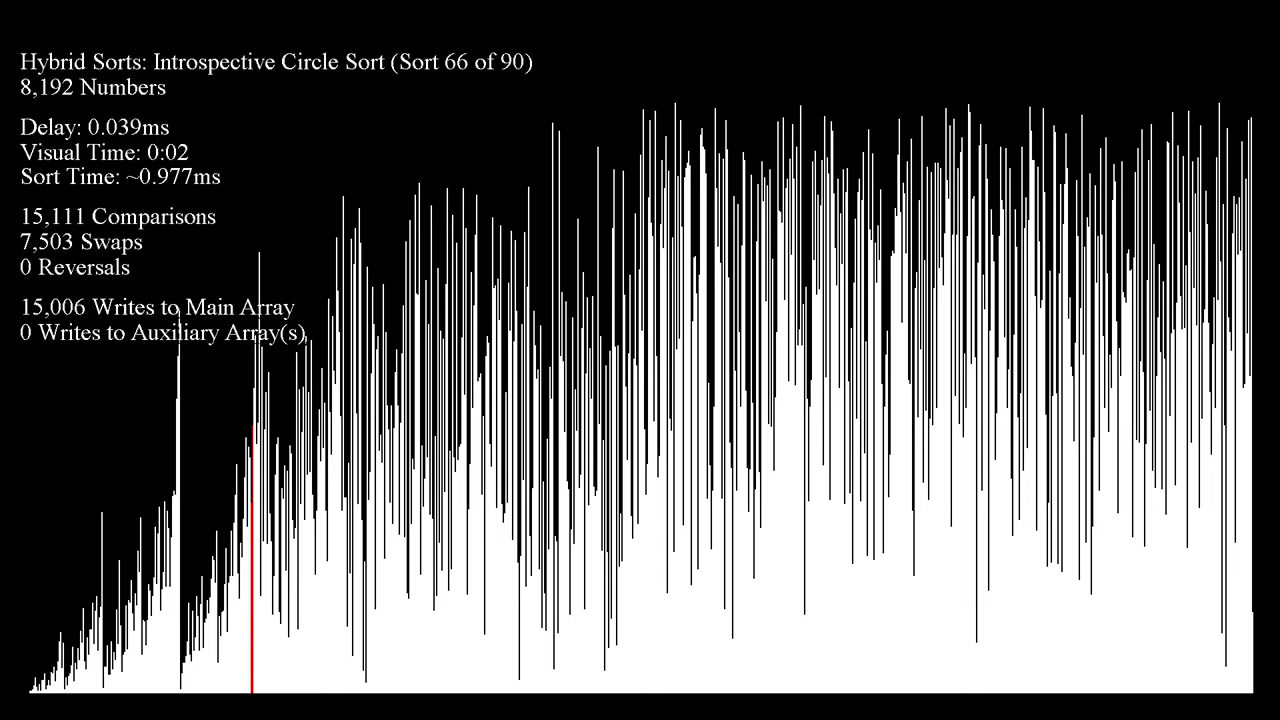 Hybrid Sorts: Introspective Circle Sort (Sort 66 of 90)
8,192 Numbers
Delay: 0.039ms
Visual Time: 0:02
Sort Time: ~0.977ms
15,111 Comparisons
7,503 Swaps
0 Reversals
15,006 Writes to Main Array
0 Writes to Auxiliary Array(s)